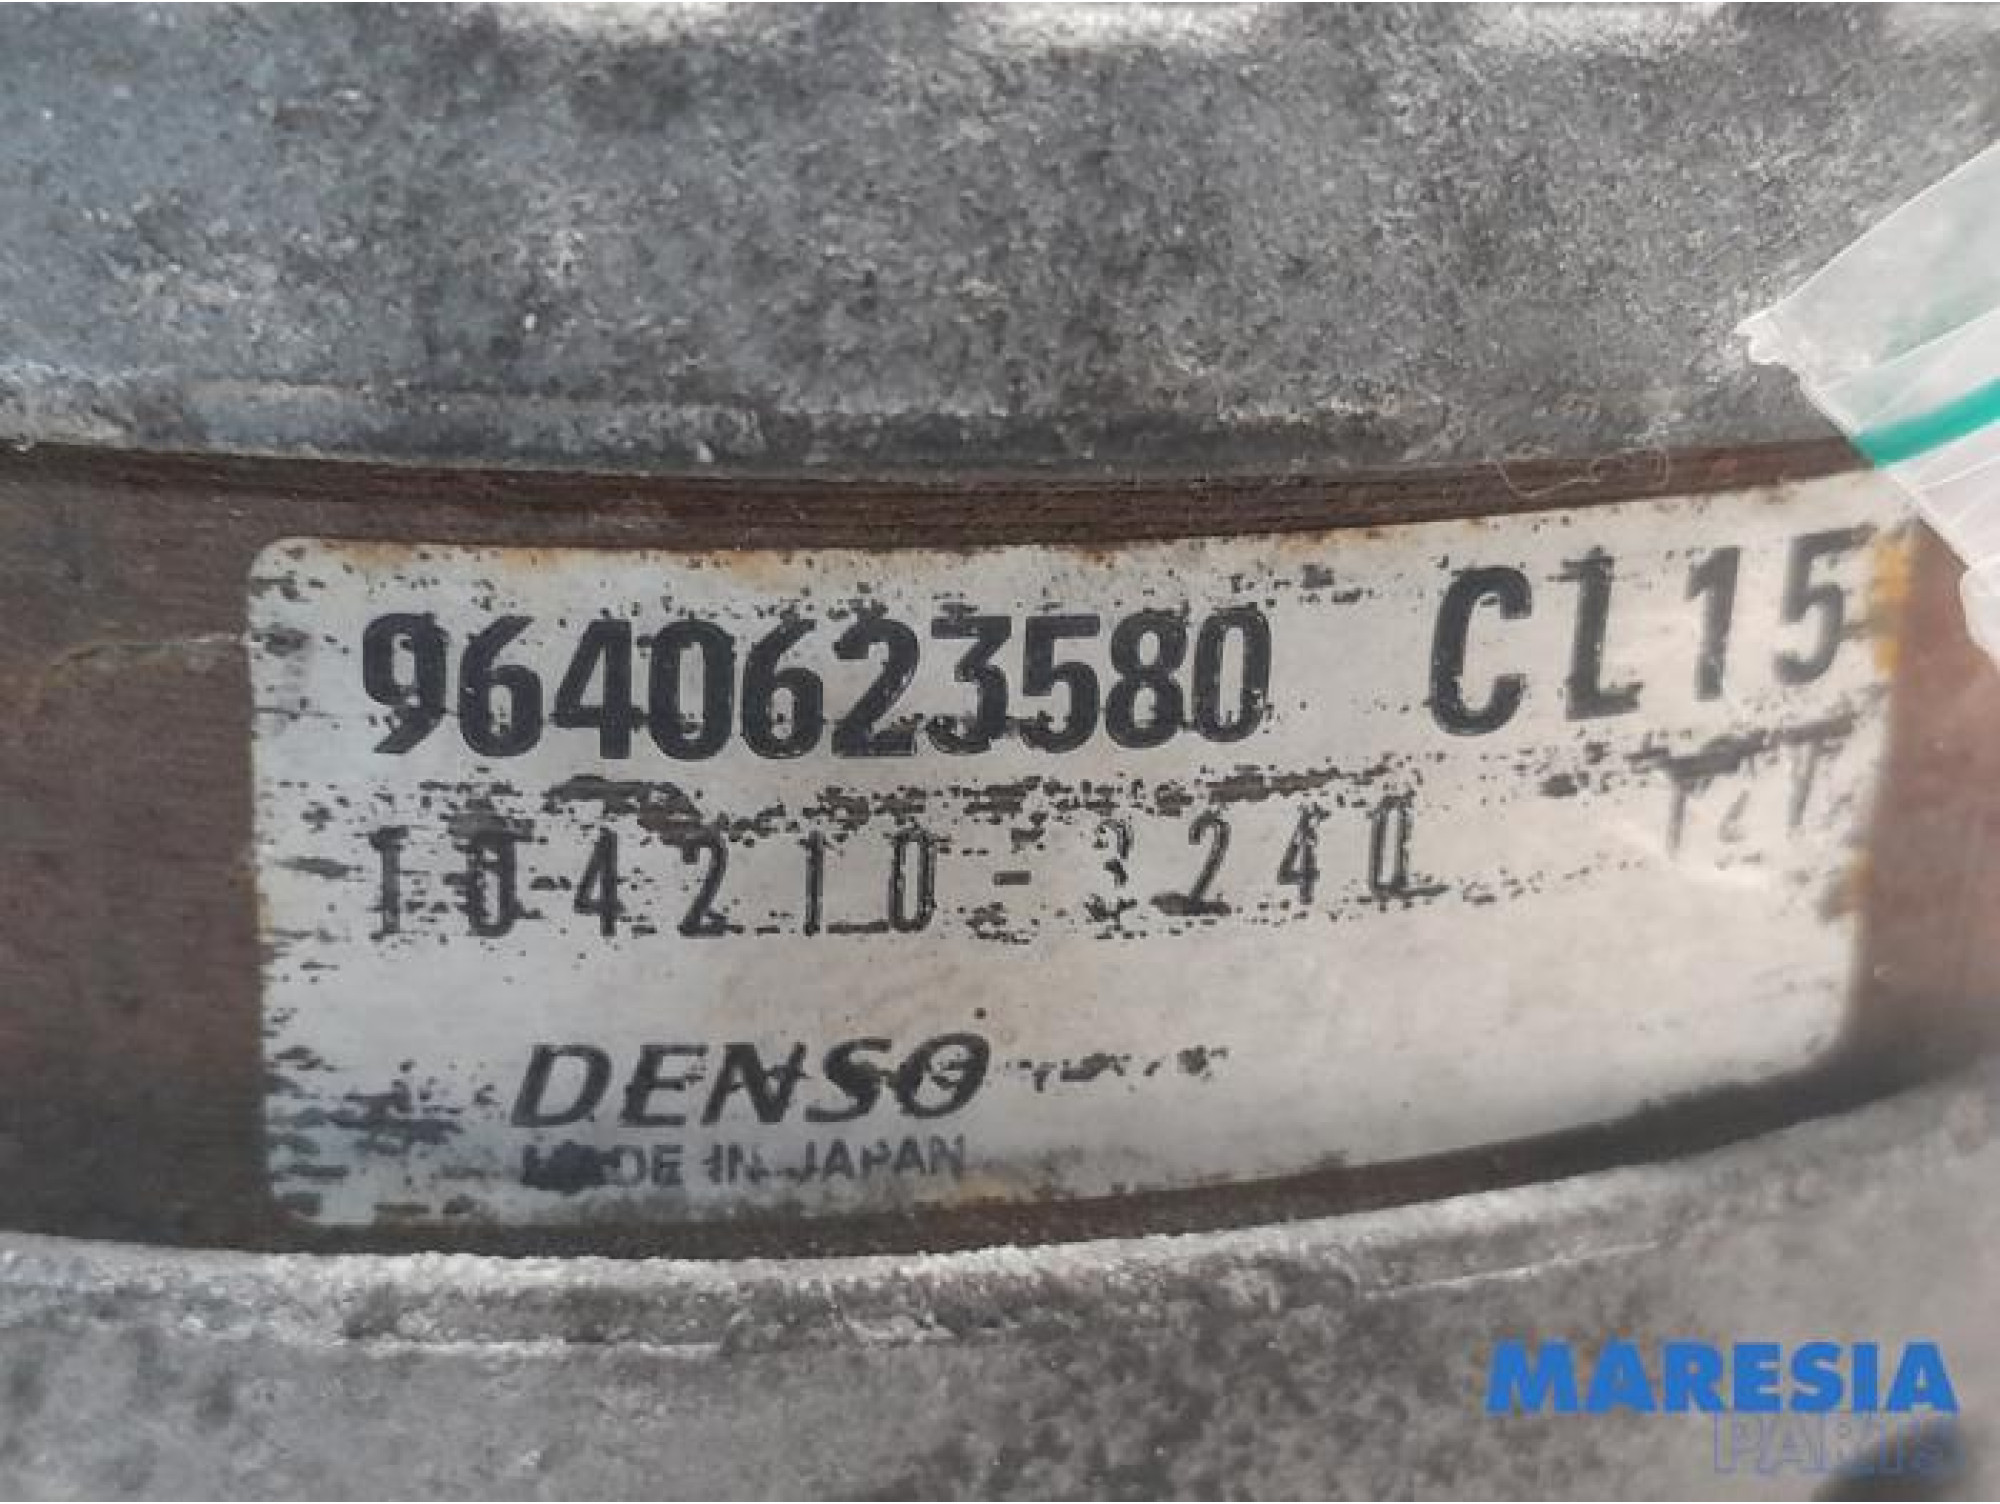 9640623580 CL15
104210-3240
DENSO
MADE IN JAPAN
MARESIA
PARTS